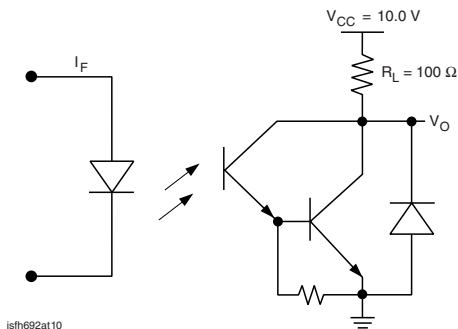 V_CC = 10.0 V
I_F
R_L = 100 Ω
V_O
isfh692at10